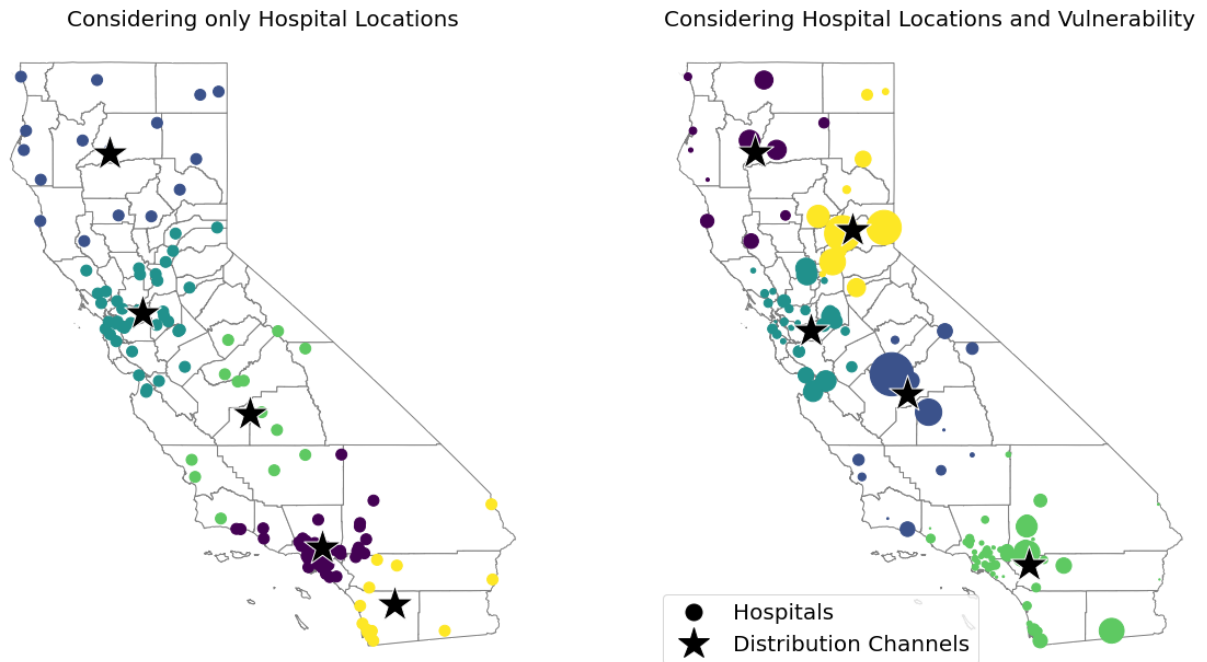 Considering only Hospital Locations
Considering Hospital Locations and Vulnerability
Hospitals
Distribution Channels